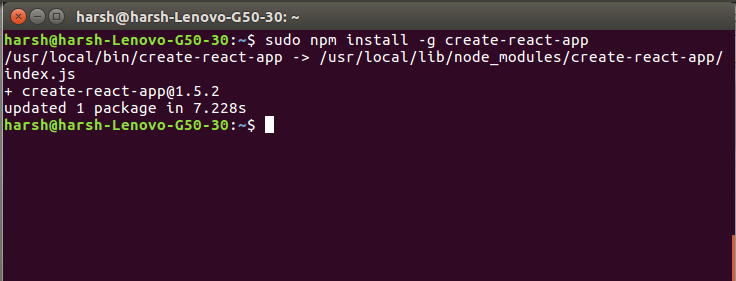 harsh@harsh-Lenovo-G50-30: ~
harsh@harsh-Lenovo-G50-30:~$ sudo npm install -g create-react-app
/usr/local/bin/create-react-app -> /usr/local/lib/node_modules/create-react-app/
index.js
+ create-react-app@1.5.2
updated 1 package in 7.228s
harsh@harsh-Lenovo-G50-30:~$